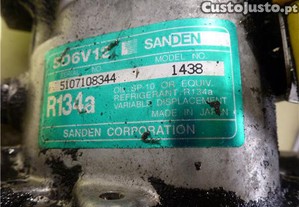 CustoJusto.pt
SD6V12 SANDEN
MODEL NO.
5107108344 1438
R134a
OIL:SP-10 OR EQUIV.
REFRIGERANT R134a
VARIABLE DISPLACEMENT
MADE IN JAPAN
SANDEN CORPORATION